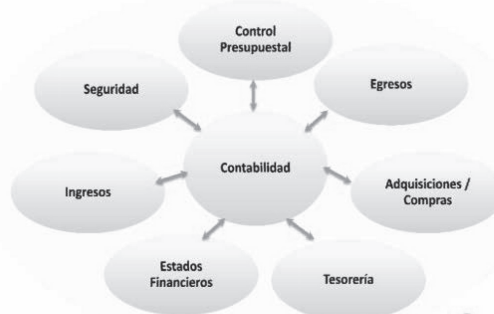 Control
Presupuestal
Seguridad
Egresos
Contabilidad
Ingresos
Adquisiciones /
Compras
Estados
Financieros
Tesorería